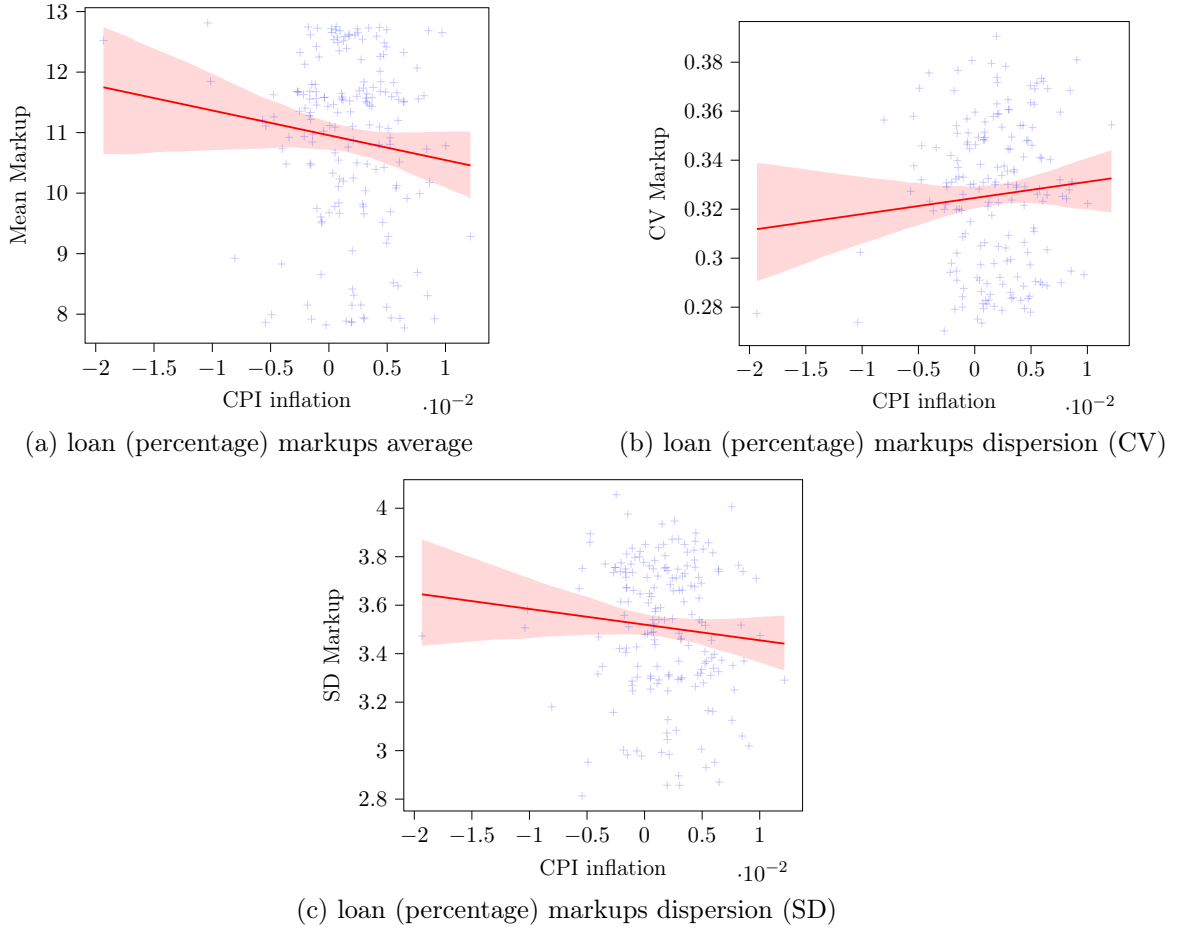 13
12
11
10
9
8
Mean Markup
−2 −1.5 −1 −0.5 0 0.5 1
CPI inflation
·10−2
(a) loan (percentage) markups average
0.38
0.36
0.34
0.32
0.3
0.28
CV Markup
−2 −1.5 −1 −0.5 0 0.5 1
CPI inflation
·10−2
(b) loan (percentage) markups dispersion (CV)
4
3.8
3.6
3.4
3.2
3
2.8
SD Markup
−2 −1.5 −1 −0.5 0 0.5 1
CPI inflation
·10−2
(c) loan (percentage) markups dispersion (SD)